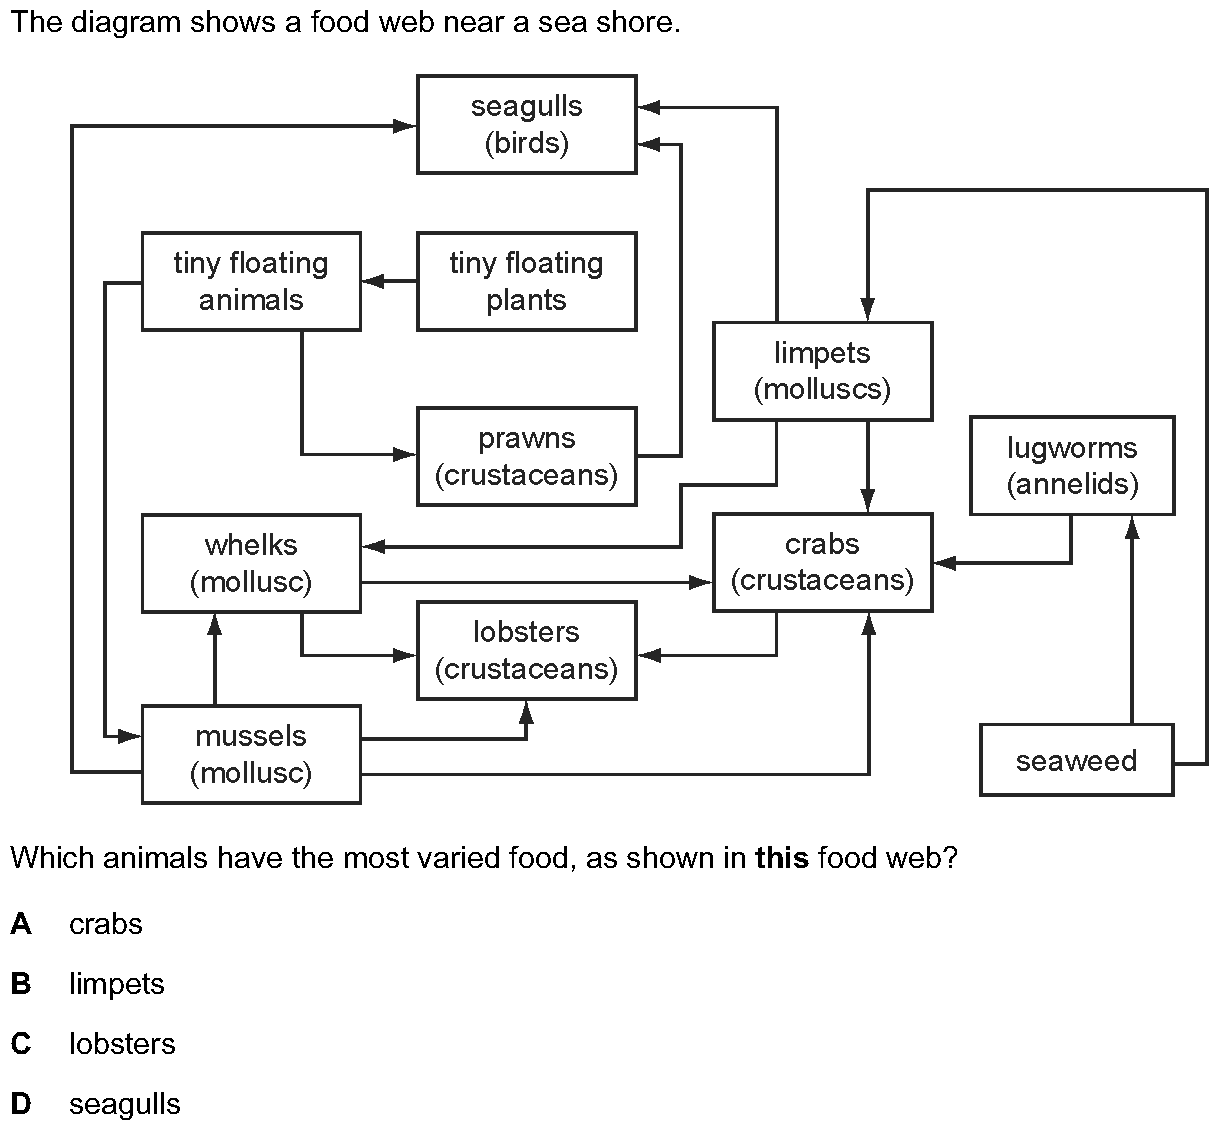 The diagram shows a food web near a sea shore.
seagulls
(birds)
tiny floating
animals
tiny floating
plants
limpets
(molluscs)
prawns
(crustaceans)
lugworms
(annelids)
whelks
(mollusc)
crabs
(crustaceans)
lobsters
(crustaceans)
mussels
(mollusc)
seaweed
Which animals have the most varied food, as shown in this food web?
A crabs
B limpets
C lobsters
D seagulls